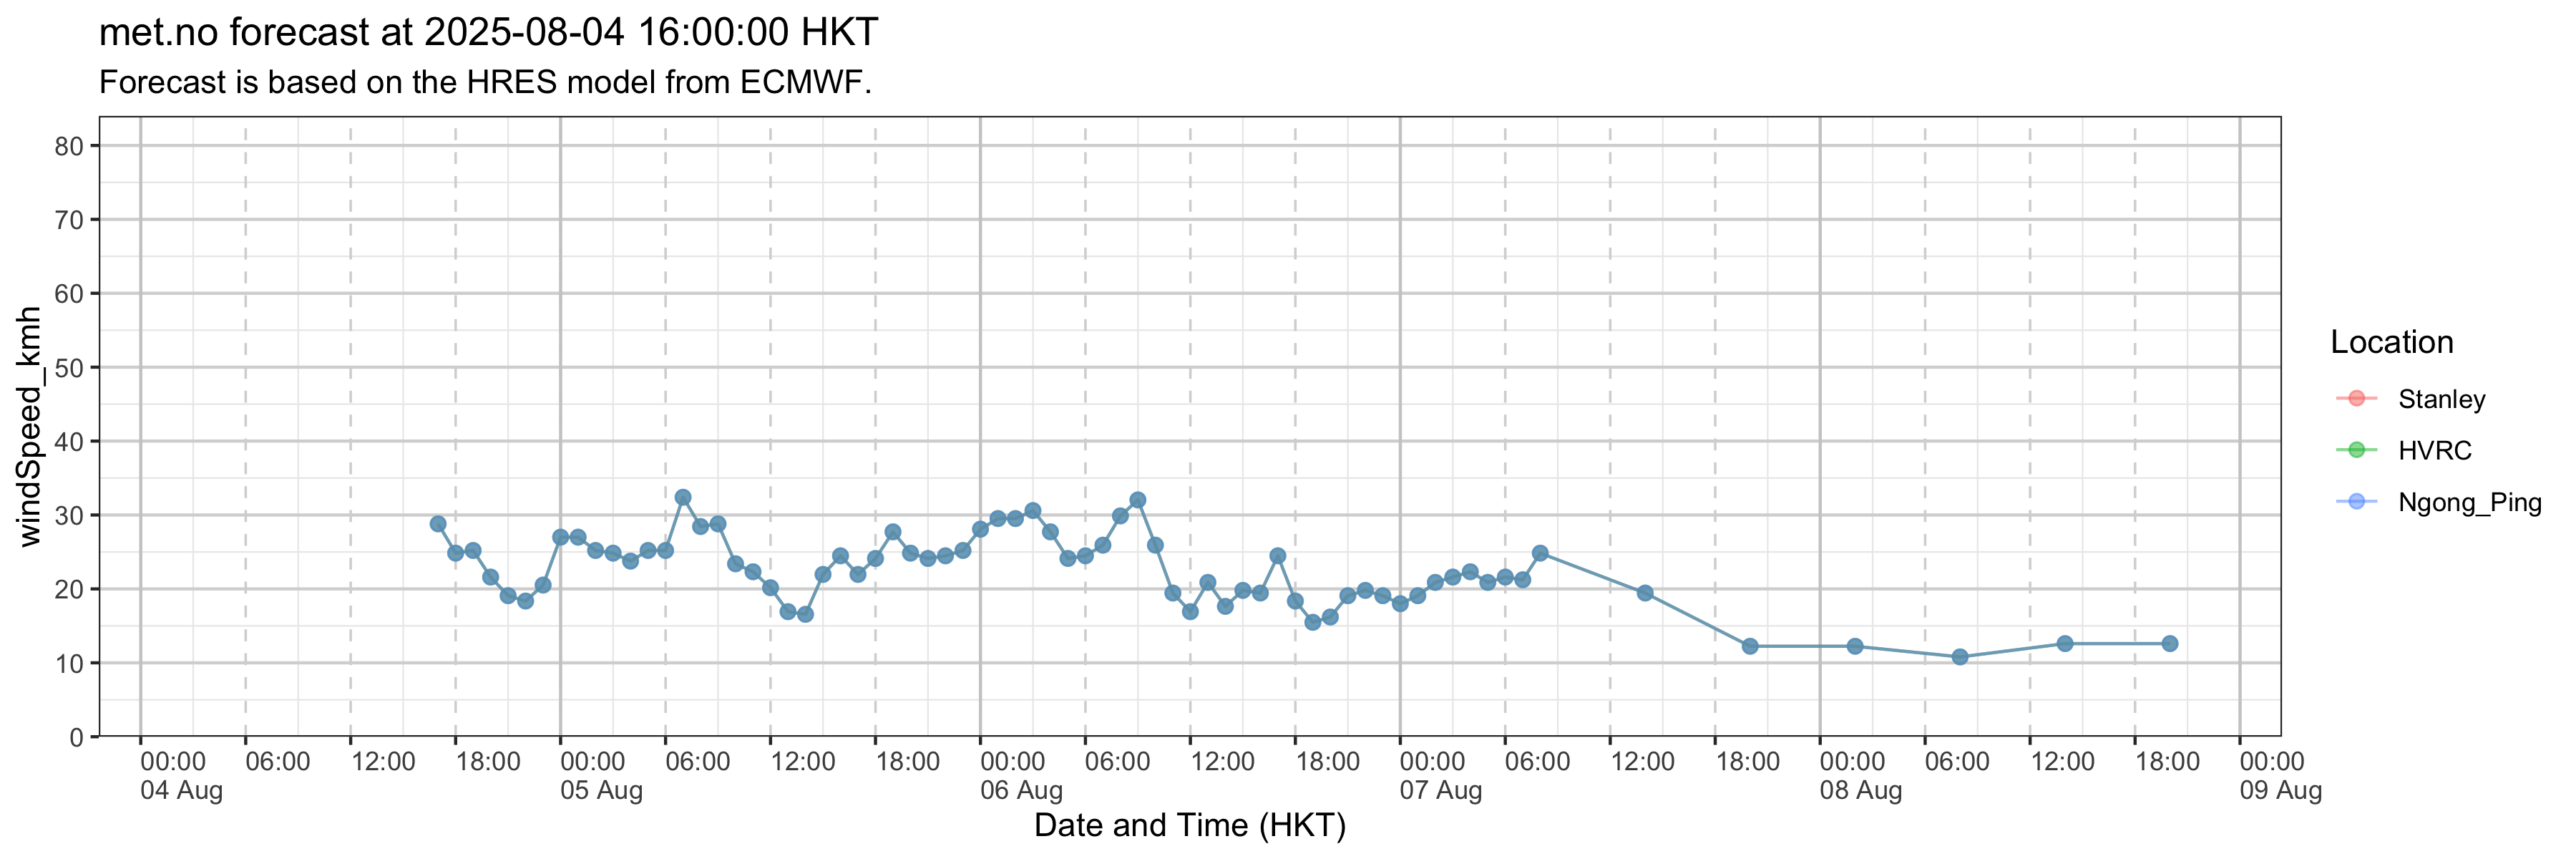 met.no forecast at 2025-08-04 16:00:00 HKT
Forecast is based on the HRES model from ECMWF.
windSpeed_kmh
80
70
60
50
40
30
20
10
0
00:00 06:00 12:00 18:00 00:00 06:00 12:00 18:00 00:00 06:00 12:00 18:00 00:00 06:00 12:00 18:00 00:00 06:00 12:00 18:00 00:00
04 Aug 05 Aug 06 Aug 07 Aug 08 Aug 09 Aug
Date and Time (HKT)
Location
Stanley
HVRC
Ngong_Ping